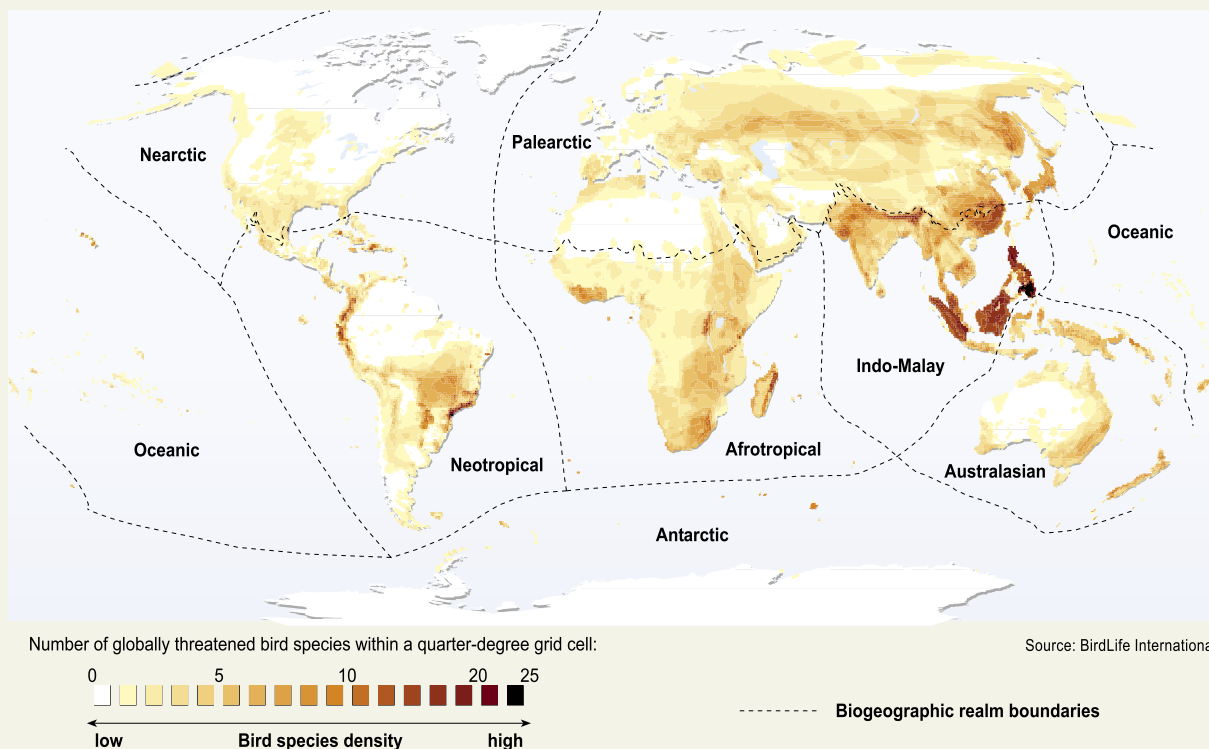 Nearctic
Palearctic
Oceanic
Indo-Malay
Oceanic
Neotropical
Afrotropical
Australasian
Antarctic
Number of globally threatened bird species within a quarter-degree grid cell:
Source: BirdLife Internationa
0 5 10 20 25
Biogeographic realm boundaries
low Bird species density high